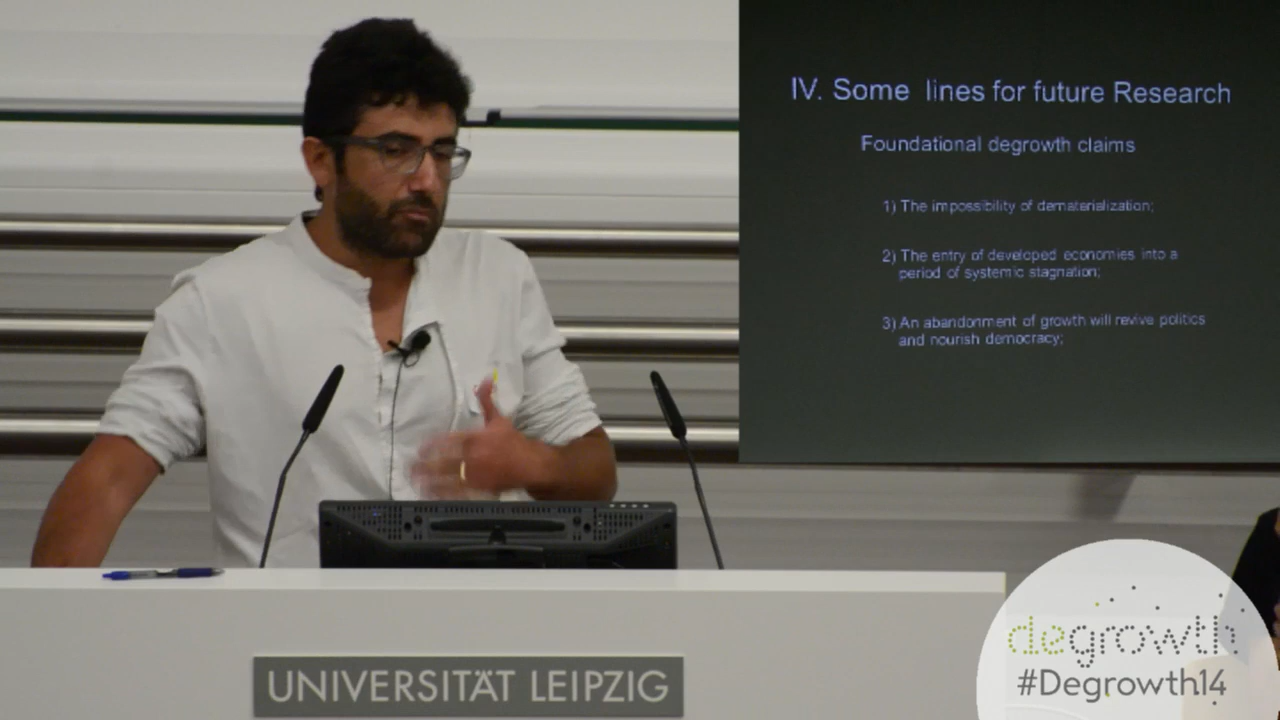 IV. Some lines for future Research
Foundational degrowth claims
1) The impossibility of dematerialization;
2) The entry of developed economies into a
period of systemic stagnation;
3) An abandonment of growth will revive politics
and nourish democracy;
UNIVERSITÄT LEIPZIG
degrowth
#Degrowth14